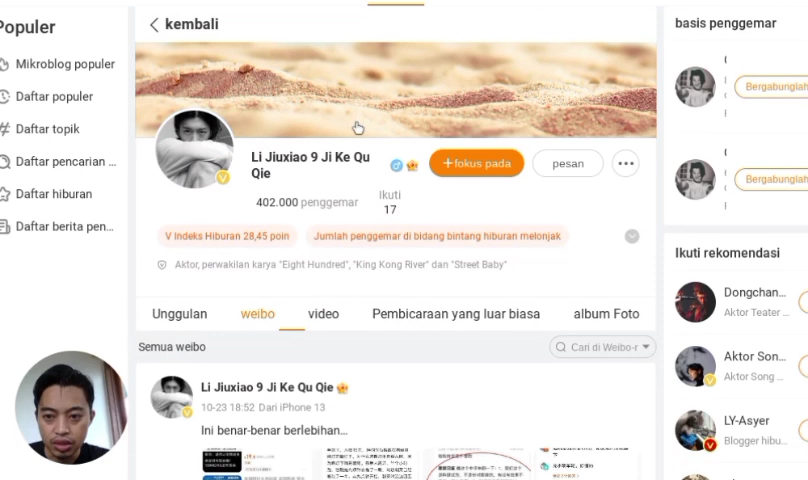 Populer
Mikroblog populer
Daftar populer
Daftar topik
Daftar pencarian ...
Daftar hiburan
Daftar berita pen...
kembali
Li Jiuxiao 9 Ji Ke Qu
Qie
+fokus pada
pesan
402.000 penggemar
Ikuti
17
V Indeks Hiburan 28,45 poin
Jumlah penggemar di bidang bintang hiburan melonjak
Aktor, perwakilan karya "Eight Hundred", "King Kong River" dan "Street Baby"
Unggulan
weibo
video
Pembicaraan yang luar biasa
album Foto
Semua weibo
Cari di Weibo-r
Li Jiuxiao 9 Ji Ke Qu Qie
10-23 18:52 Dari iPhone 13
Ini benar-benar berlebihan...
basis penggemar
Bergabunglah
Bergabunglah
Ikuti rekomendasi
Dongchan...
Aktor Teater ...
Aktor Son...
Aktor Song ...
LY-Asyer
Blogger hibu...